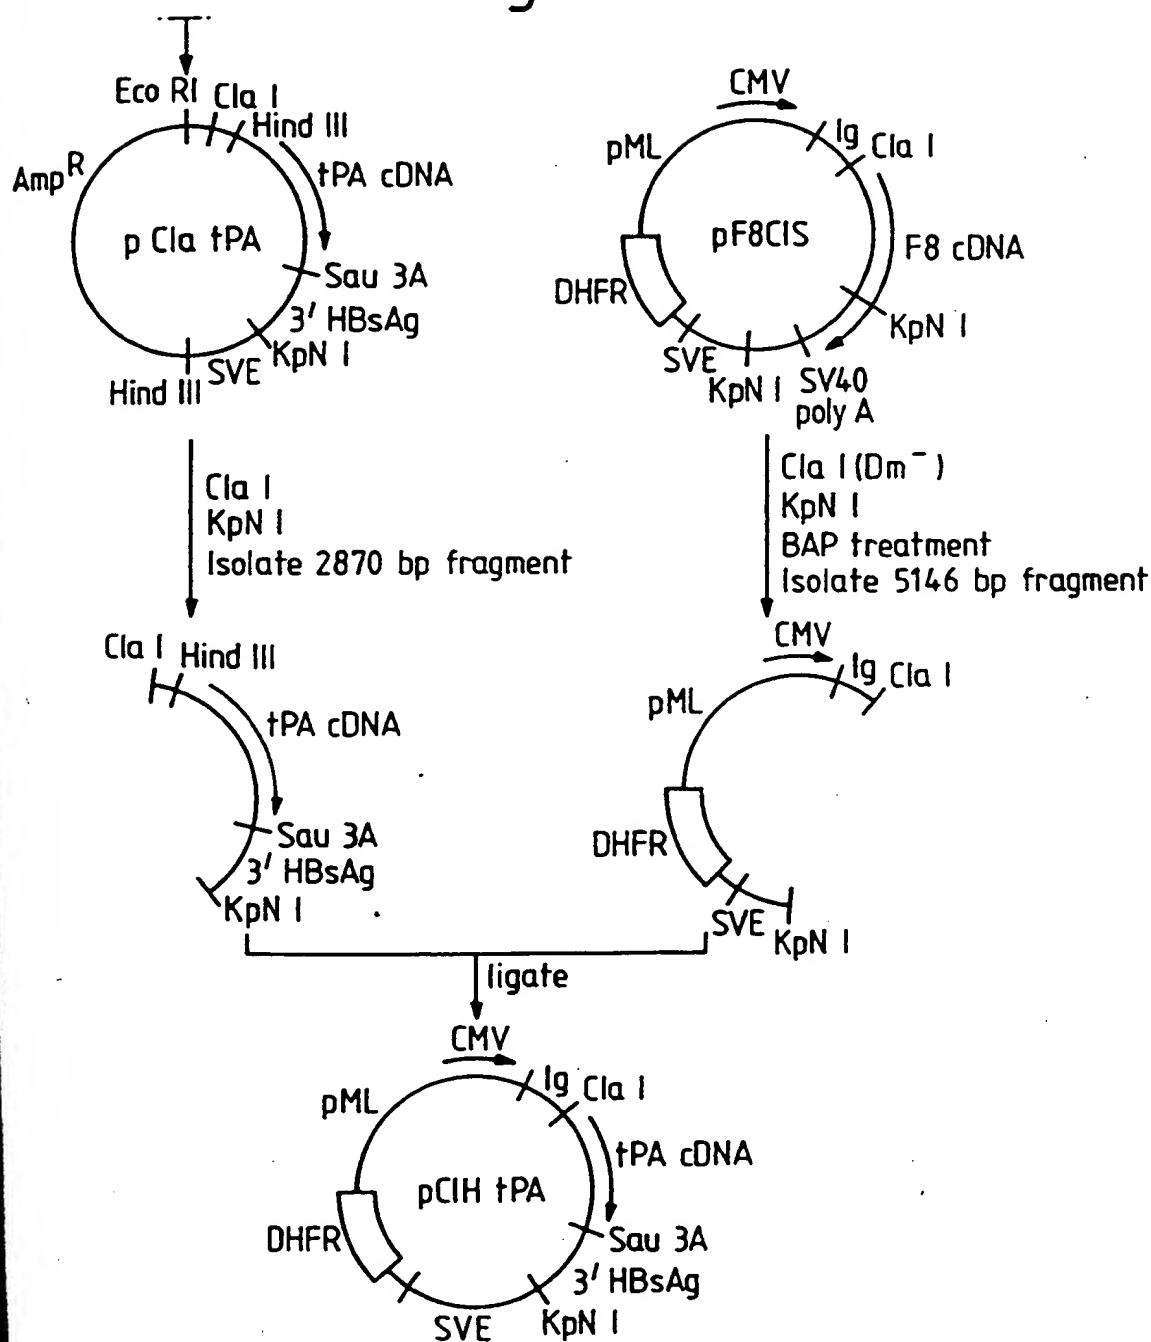 g
Eco RI
Cla I
Hind III
Amp^R
tPA cDNA
p Cla tPA
Sau 3A
3' HBsAg
KpN I
SVE
Hind III
CMV
pML
Ig
Cla I
pF8CIS
F8 cDNA
DHFR
KpN I
SVE
KpN I
SV40
poly A
Cla I
KpN I
Isolate 2870 bp fragment
Cla I (Dm⁻)
KpN I
BAP treatment
Isolate 5146 bp fragment
Cla I
Hind III
tPA cDNA
Sau 3A
3' HBsAg
KpN I
CMV
Ig
Cla I
pML
DHFR
SVE
KpN I
ligate
CMV
Ig
Cla I
pML
tPA cDNA
pCIH tPA
DHFR
Sau 3A
3' HBsAg
KpN I
SVE